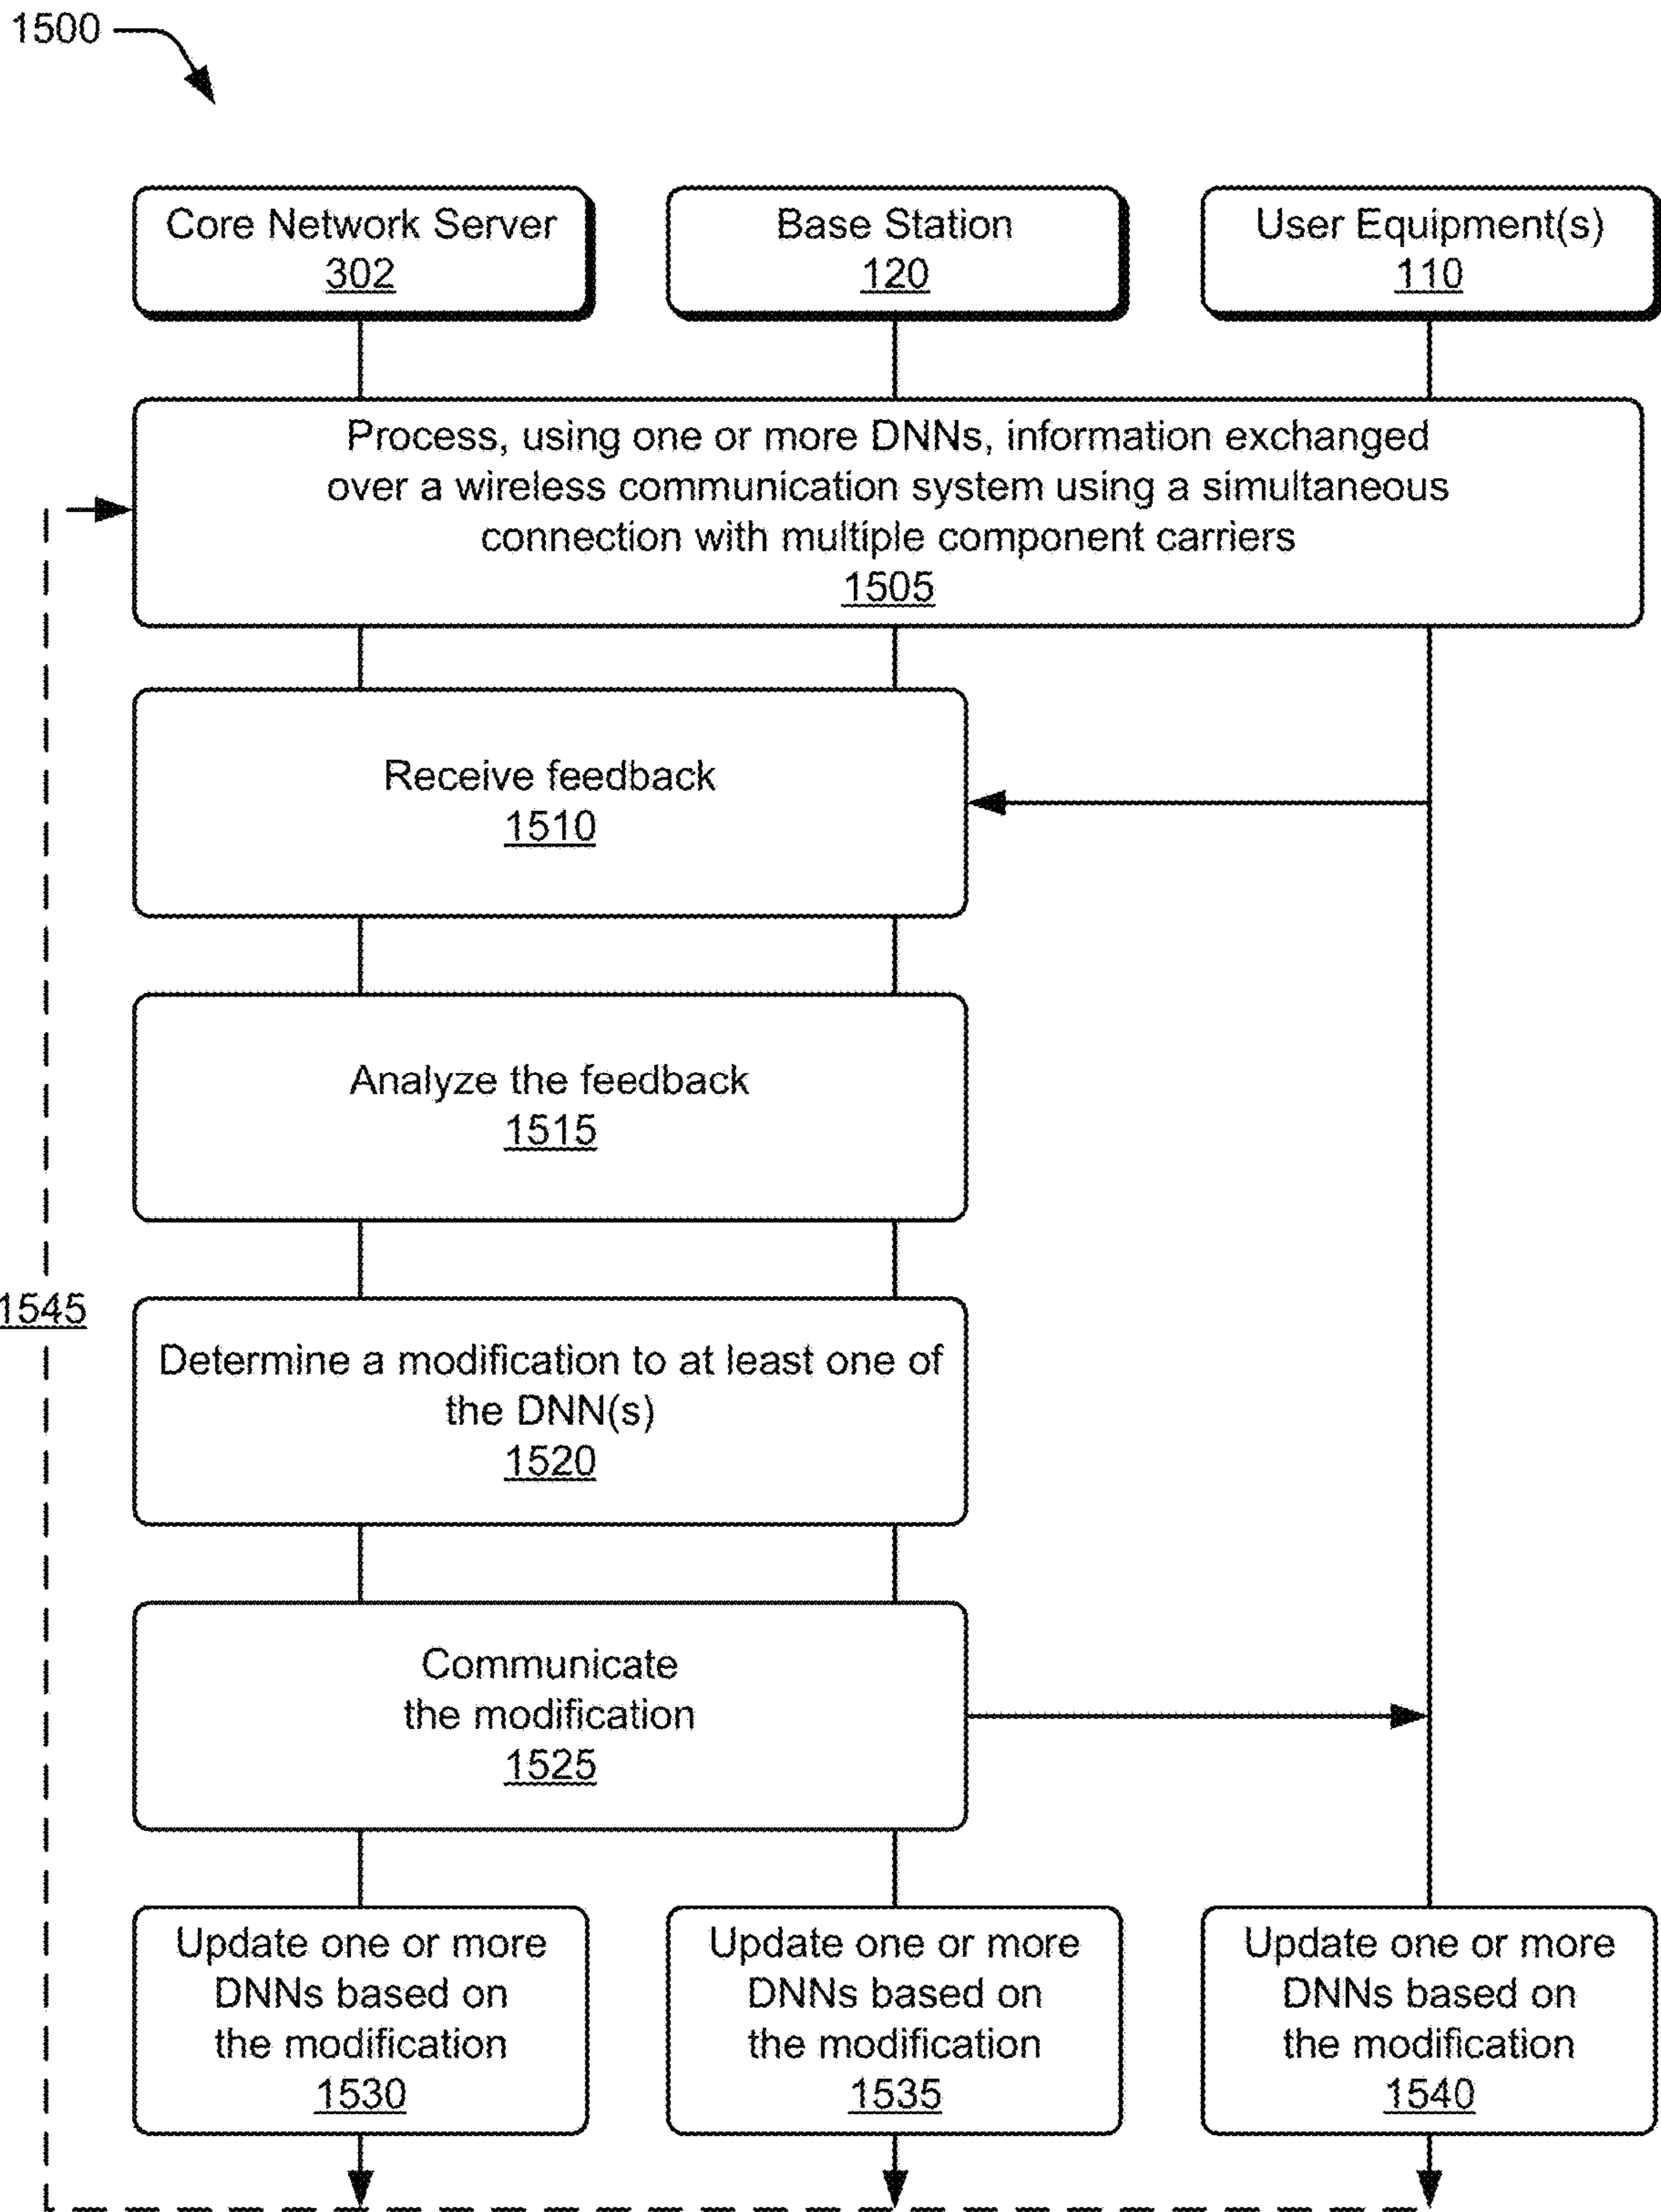 1500
Core Network Server
302
Base Station
120
User Equipment(s)
110
Process, using one or more DNNs, information exchanged
over a wireless communication system using a simultaneous
connection with multiple component carriers
1505
Receive feedback
1510
Analyze the feedback
1515
1545
Determine a modification to at least one of
the DNN(s)
1520
Communicate
the modification
1525
Update one or more
DNNs based on
the modification
1530
Update one or more
DNNs based on
the modification
1535
Update one or more
DNNs based on
the modification
1540